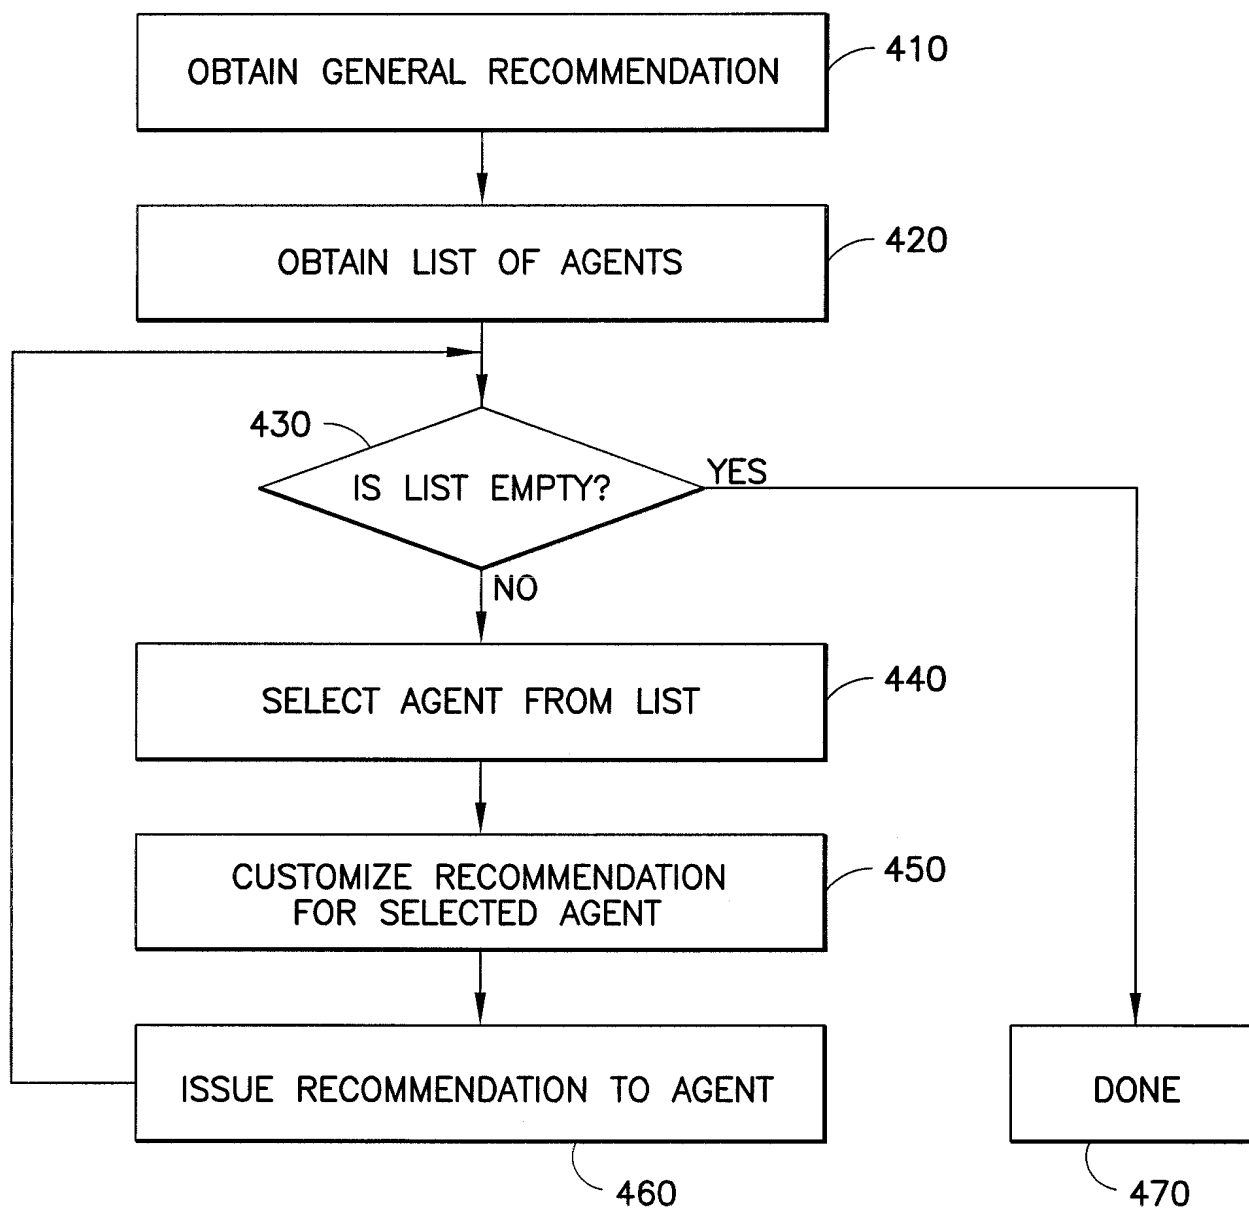 OBTAIN GENERAL RECOMMENDATION
410
OBTAIN LIST OF AGENTS
420
430
IS LIST EMPTY?
YES
NO
SELECT AGENT FROM LIST
440
CUSTOMIZE RECOMMENDATION
FOR SELECTED AGENT
450
ISSUE RECOMMENDATION TO AGENT
460
DONE
470